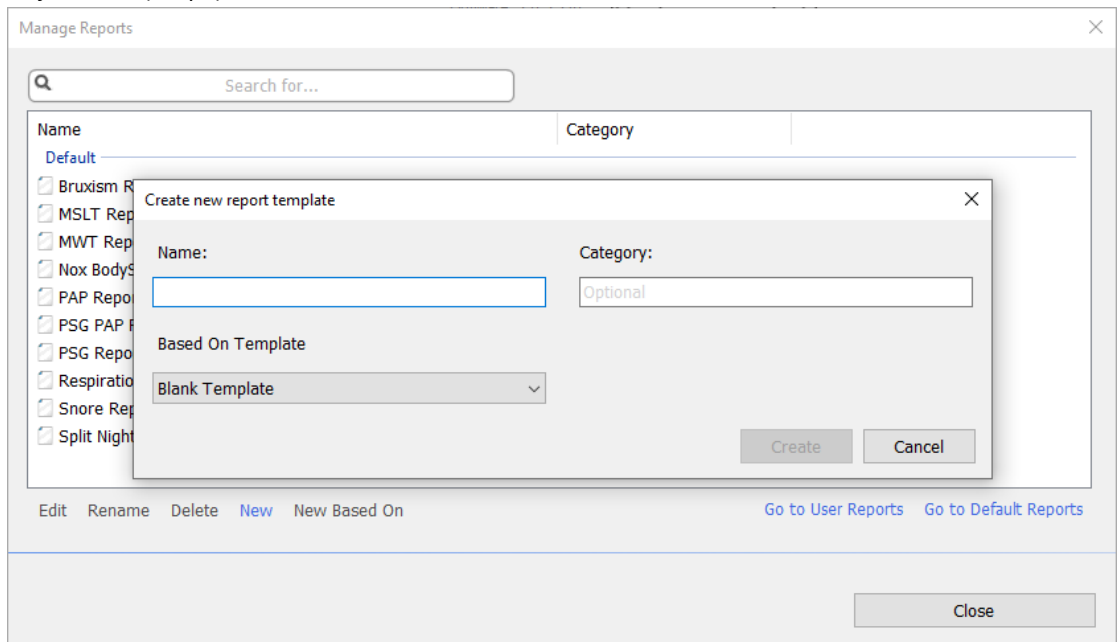 Manage Reports
Search for...
Name Category
Default
Bruxism R
MSLT Rep
MWT Rep
Nox BodyS
PAP Repo
PSG PAP
PSG Repo
Respiratio
Snore Rep
Split Night
Create new report template
Name: Category:
Optional
Based On Template
Blank Template
Create Cancel
Edit Rename Delete New New Based On Go to User Reports Go to Default Reports
Close